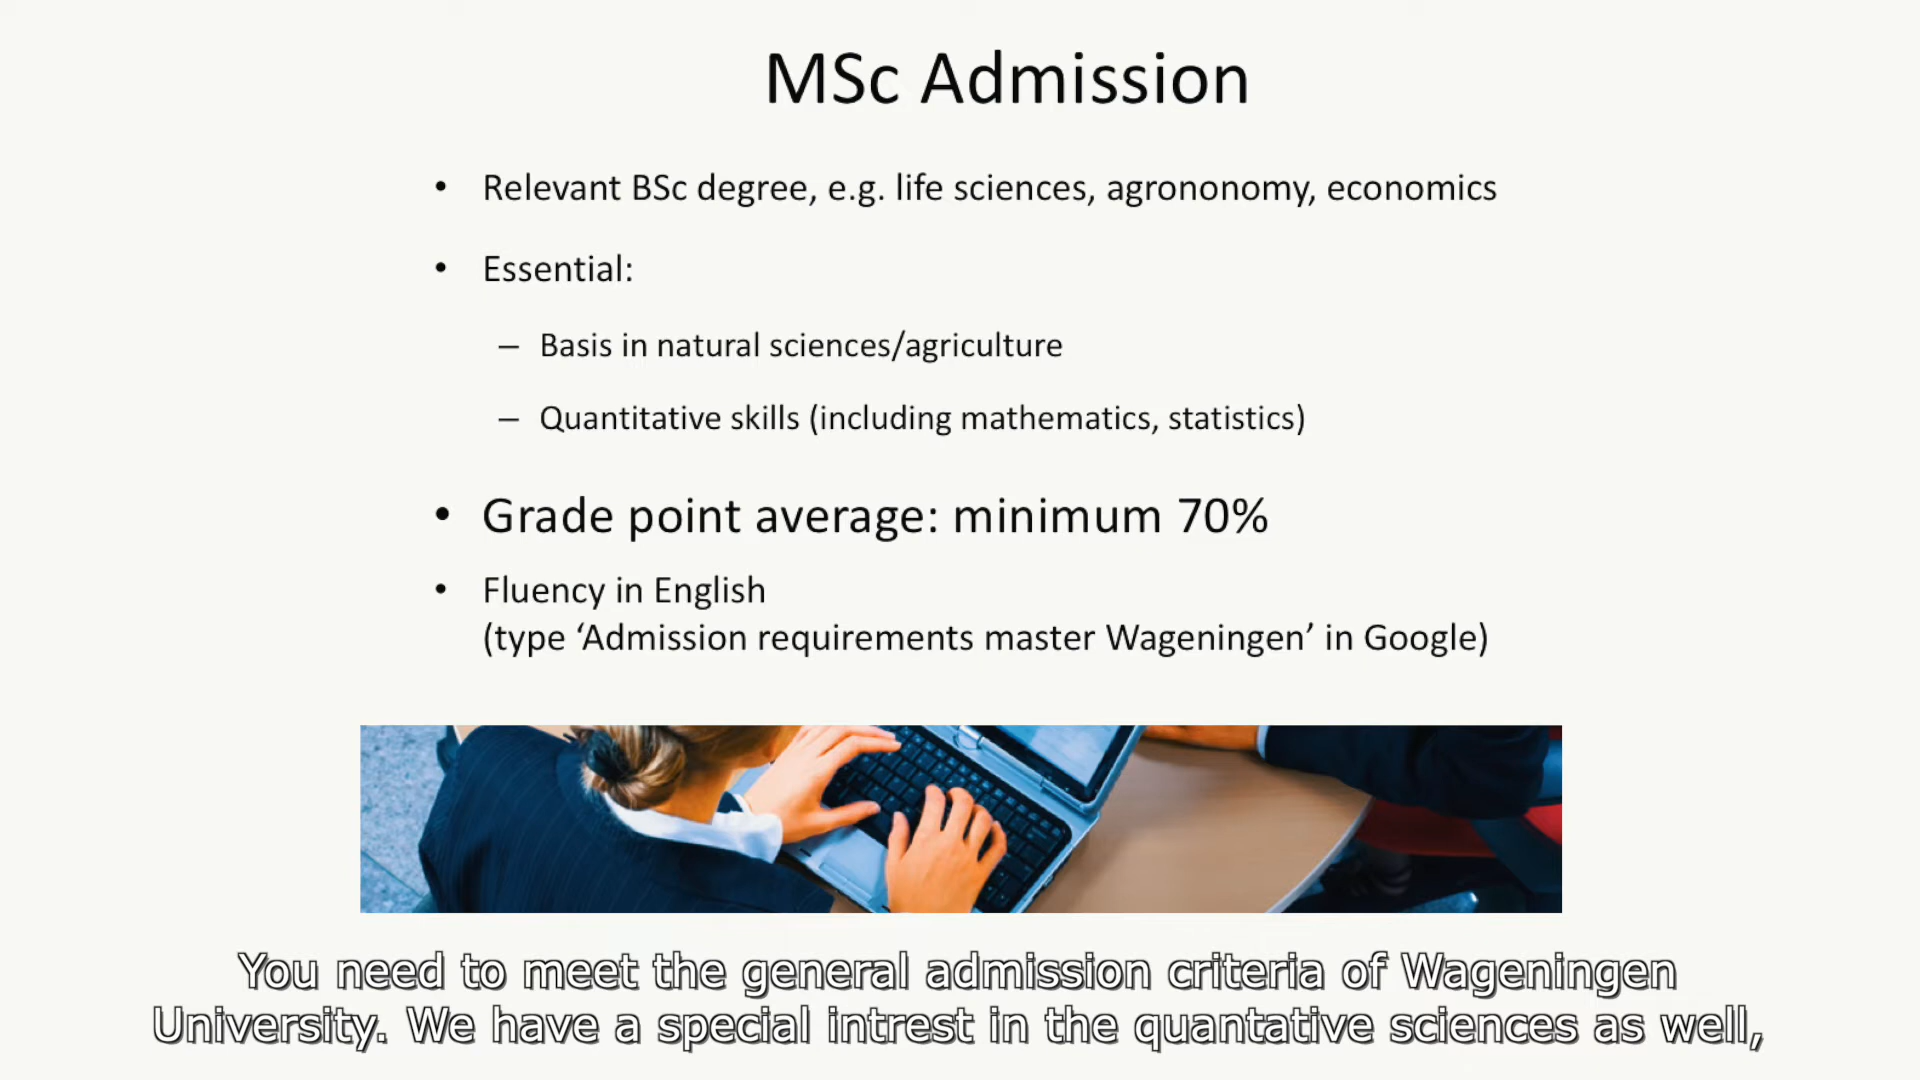 MSc Admission
• Relevant BSc degree, e.g. life sciences, agrononomy, economics
• Essential:
– Basis in natural sciences/agriculture
– Quantitative skills (including mathematics, statistics)
• Grade point average: minimum 70%
• Fluency in English
(type ‘Admission requirements master Wageningen’ in Google)
You need to meet the general admission criteria of Wageningen
University. We have a special intrest in the quantative sciences as well,